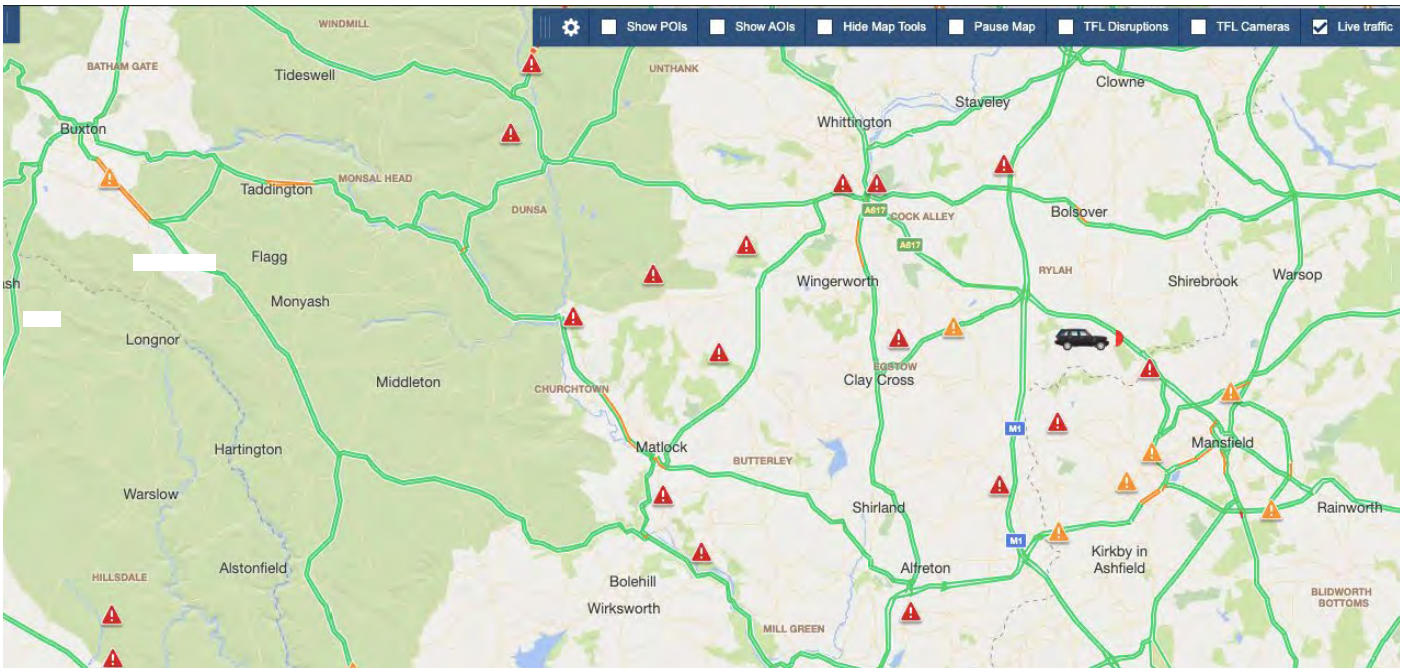 WINDMILL
Show POIs
Show AOIs
Hide Map Tools
Pause Map
TFL Disruptions
TFL Cameras
Live traffic
BATHAM GATE
Tideswell
UNTHANK
Clowne
Staveley
Whittington
Buxton
MONSAL HEAD
Taddington
DUNSA
A617
COCK ALLEY
Bolsover
A617
Flagg
RYLAH
Shirebrook
Warsop
ash
Wingerworth
Monyash
Longnor
EGSTOW
Clay Cross
Middleton
CHURCHTOWN
M1
Hartington
Matlock
BUTTERLEY
Mansfield
Warslow
Shirland
Rainworth
M1
Kirkby in
Ashfield
Alstonfield
Alfreton
HILLSDALE
Bolehill
Wirksworth
BLIDWORTH
BOTTOMS
MILL GREEN